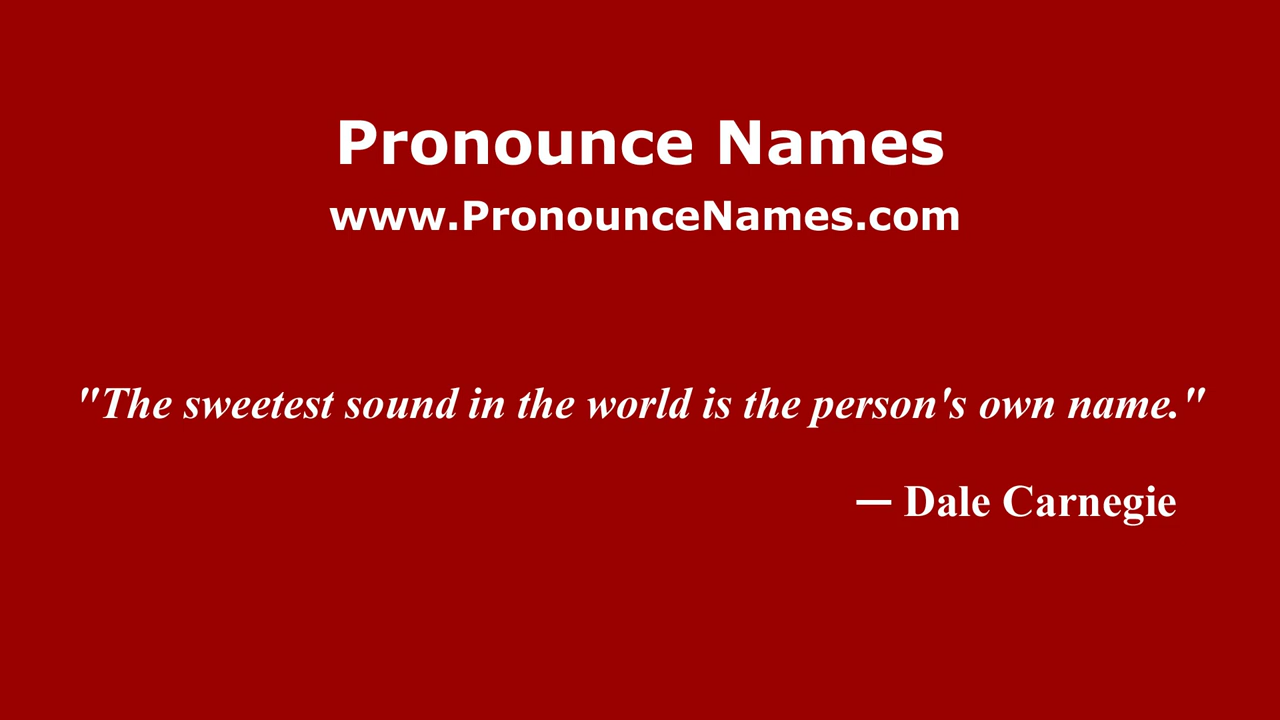 Pronounce Names
www.PronounceNames.com
"The sweetest sound in the world is the person's own name."
— Dale Carnegie